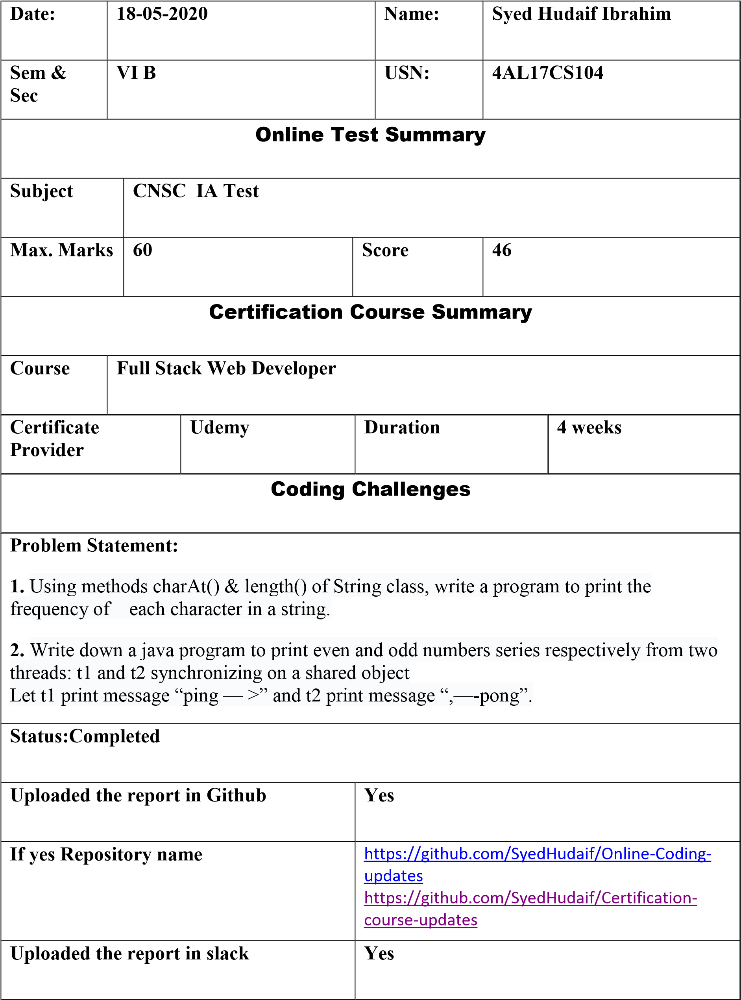 Date: 18-05-2020 Name: Syed Hudaif Ibrahim
Sem & VI B USN: 4AL17CS104
Sec
Online Test Summary
Subject CNSC IA Test
Max. Marks 60 Score 46
Certification Course Summary
Course Full Stack Web Developer
Certificate Udemy Duration 4 weeks
Provider
Coding Challenges
Problem Statement:
1. Using methods charAt() & length() of String class, write a program to print the
frequency of each character in a string.
2. Write down a java program to print even and odd numbers series respectively from two
threads: t1 and t2 synchronizing on a shared object
Let t1 print message “ping — >” and t2 print message “,—-pong”.
Status:Completed
Uploaded the report in Github Yes
If yes Repository name https://github.com/SyedHudaif/Online-Coding-
updates
https://github.com/SyedHudaif/Certification-
course-updates
Uploaded the report in slack Yes